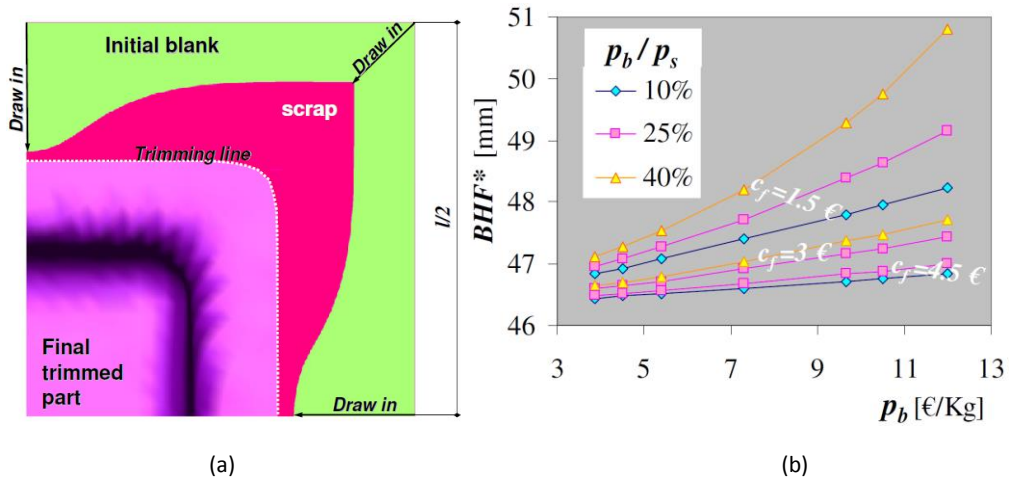 Initial blank
Draw in
Draw in
scrap
Trimming line
l/2
Final
trimmed
part
Draw in
(a)
51
50
49
48
47
46
BHF* [mm]
p_b / p_s
10%
25%
40%
c_f=1.5 €
c_f=3 €
c_f=4.5 €
3 5 7 9 11 13
p_b [€/Kg]
(b)